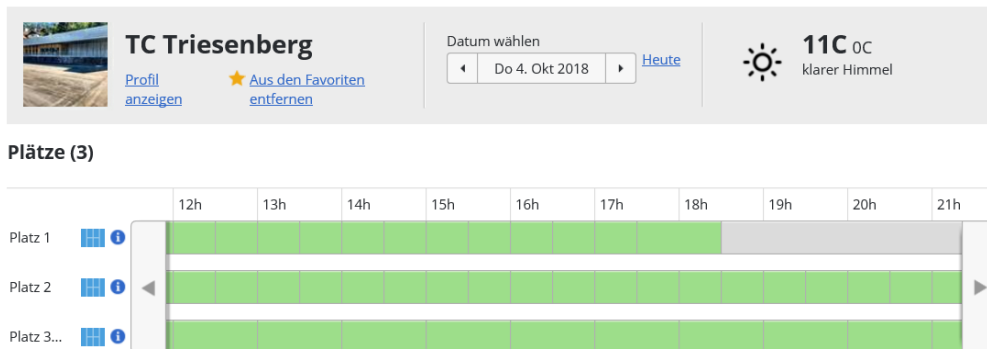 TC Triesenberg
Profil anzeigen
Aus den Favoriten entfernen
Datum wählen
Do 4. Okt 2018
Heute
11C 0C
klarer Himmel
Plätze (3)
12h 13h 14h 15h 16h 17h 18h 19h 20h 21h
Platz 1
Platz 2
Platz 3...